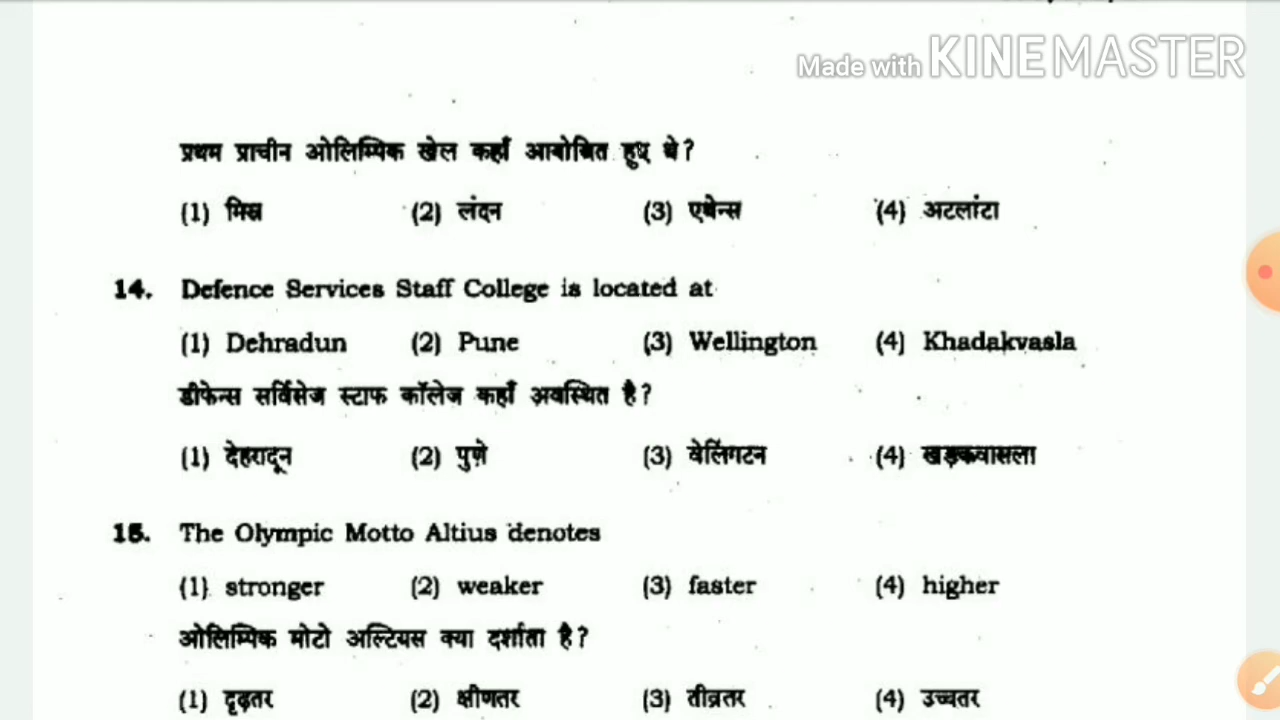 Made with KINEMASTER
प्रथम प्राचीन ओलिम्पिक खेल कहाँ आयोजित हुए थे?
(1) मिस्र (2) लंदन (3) एथेन्स (4) अटलांटा
14. Defence Services Staff College is located at
(1) Dehradun (2) Pune (3) Wellington (4) Khadakvasla
डीफेन्स सर्विसेज स्टाफ कॉलेज कहाँ अवस्थित है?
(1) देहरादून (2) पुणे (3) वेलिंगटन (4) खड़कवासला
15. The Olympic Motto Altius denotes
(1) stronger (2) weaker (3) faster (4) higher
ओलिम्पिक मोटो अल्टियस क्या दर्शाता है?
(1) दृढ़तर (2) क्षीणतर (3) तीव्रतर (4) उच्चतर